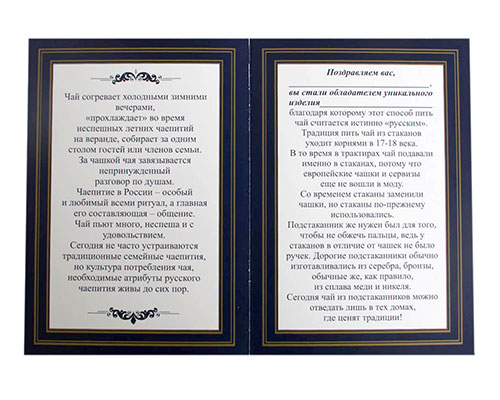 Чай согревает холодными зимними
вечерами,
«прохлаждает» во время
неспешных летних чаепитий
на веранде, собирает за одним
столом гостей или членов семьи.
За чашкой чая завязывается
непринужденный
разговор по душам.
Чаепитие в России – особый
и любимый всеми ритуал, а главная
его составляющая – общение.
Чай пьют много, неспеша и с
удовольствием.
Сегодня не часто устраиваются
традиционные семейные чаепития,
но культура потребления чая,
необходимые атрибуты русского
чаепития живы до сих пор.
Поздравляем вас,
______________________________,
вы стали обладателем уникального
изделия_______________________
благодаря которому этот способ пить
чай считается истинно «русским».
Традиция пить чай из стаканов
уходит корнями в 17-18 века.
В то время в трактирах чай подавали
именно в стаканах, потому что
европейские чашки и сервизы
еще не вошли в моду.
Со временем стаканы заменили
чашки, но стаканы по-прежнему
использовались.
Подстаканник же нужен был для того,
чтобы не обжечь пальцы, ведь у
стаканов в отличие от чашек не было
ручек. Дорогие подстаканники обычно
изготавливались из серебра, бронзы,
обычные же, как правило,
из сплава меди и никеля.
Сегодня чай из подстаканников можно
отведать лишь в тех домах,
где ценят традиции!